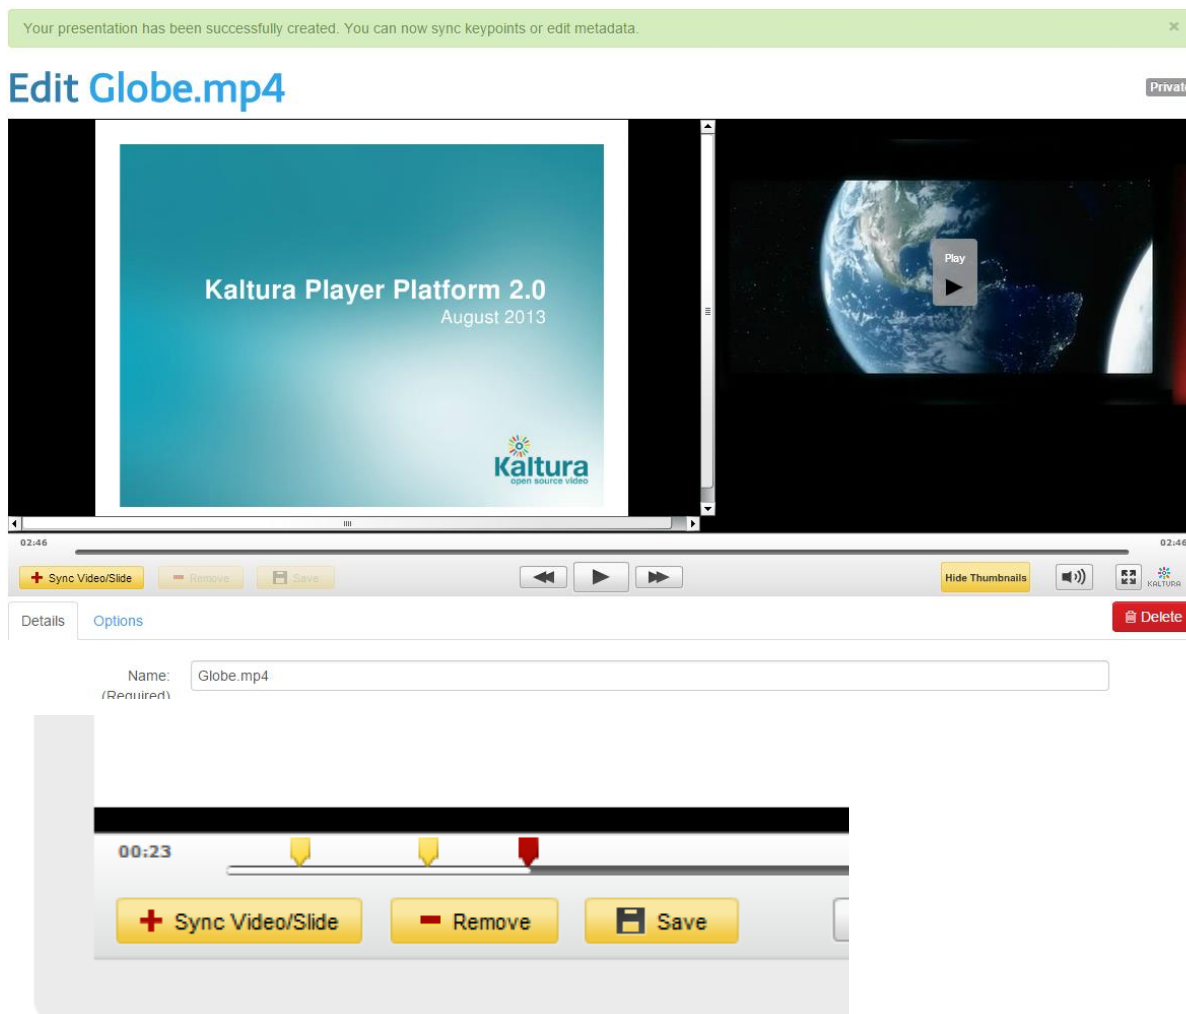 Your presentation has been successfully created. You can now sync keypoints or edit metadata. ×
Edit Globe.mp4
Private
Kaltura Player Platform 2.0
August 2013
Kaltura
open source video
Play
02:46 02:46
Sync Video/Slide Remove Save Hide Thumbnails KALTURA
Details Options Delete
Name: Globe.mp4
(Required)
00:23
Sync Video/Slide Remove Save